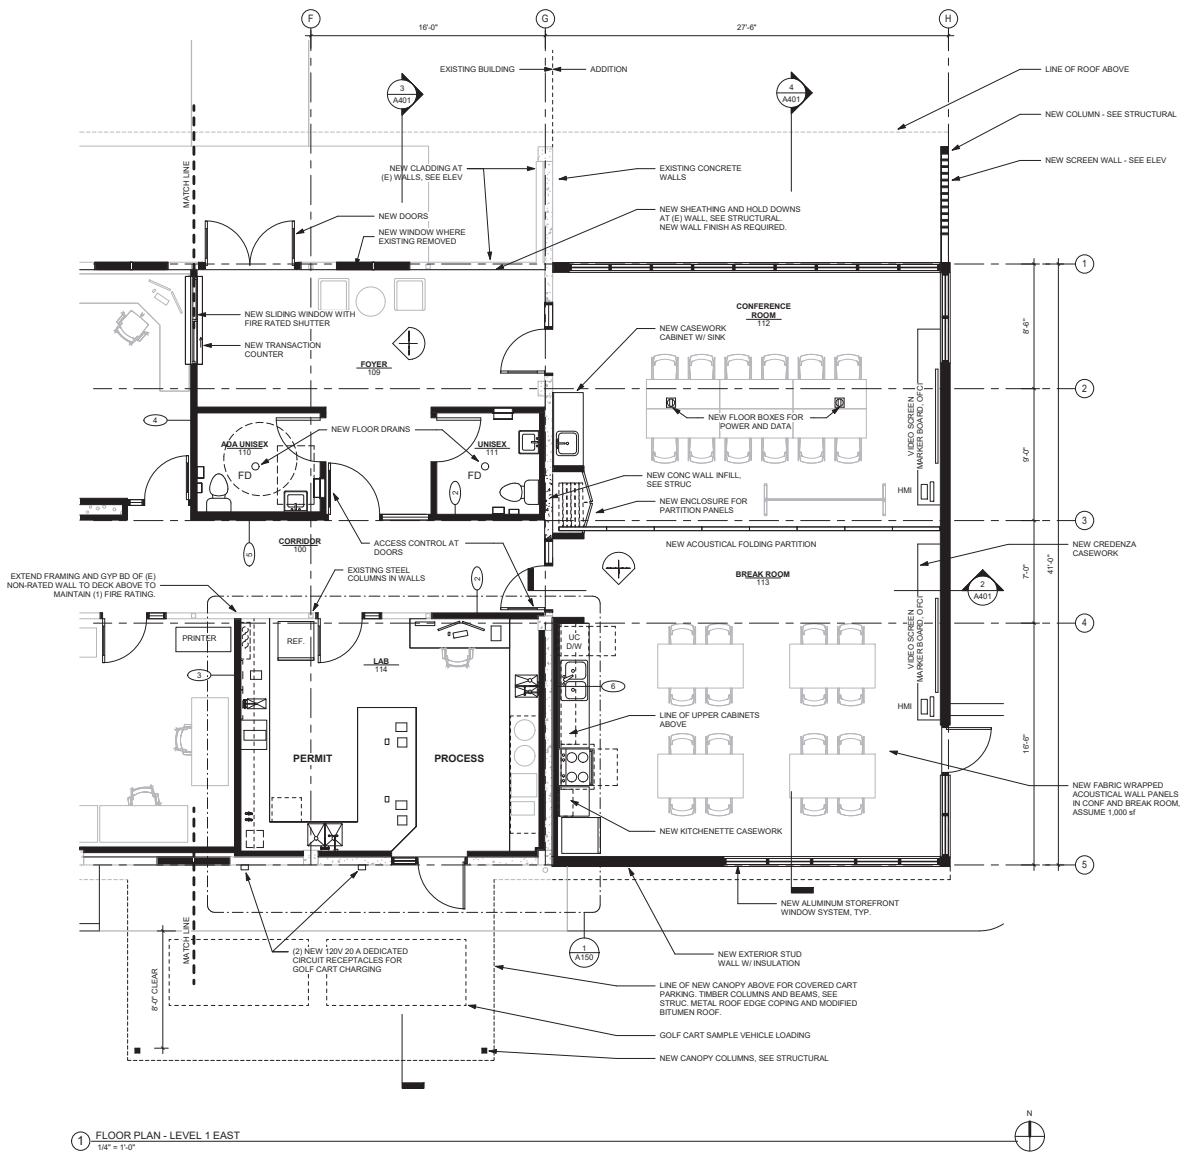 F
G
H
16'-0"
27'-6"
EXISTING BUILDING
ADDITION
LINE OF ROOF ABOVE
3
A401
4
A401
NEW COLUMN - SEE STRUCTURAL
NEW SCREEN WALL - SEE ELEV
MATCH LINE
NEW CLADDING AT
(E) WALLS, SEE ELEV
EXISTING CONCRETE
WALLS
NEW DOORS
NEW WINDOW WHERE
EXISTING REMOVED
NEW SHEATHING AND HOLD DOWNS
AT (E) WALL, SEE STRUCTURAL.
NEW WALL FINISH AS REQUIRED.
1
NEW SLIDING WINDOW WITH
FIRE RATED SHUTTER
NEW TRANSACTION
COUNTER
FOYER
109
CONFERENCE
ROOM
112
NEW CASEWORK
CABINET W/ SINK
8'-6"
2
NEW FLOOR BOXES FOR
POWER AND DATA
VIDEO SCREEN
MARKER BOARD, OFCI
4
NEW FLOOR DRAINS
ADA UNISEX
110
UNISEX
111
FD
FD
2
NEW CONC WALL INFILL,
SEE STRUC
NEW ENCLOSURE FOR
PARTITION PANELS
HMI
9'-0"
3
CORRIDOR
100
5
ACCESS CONTROL AT
DOORS
NEW ACOUSTICAL FOLDING PARTITION
NEW CREDENZA
CASEWORK
EXTEND FRAMING AND GYP BD OF (E)
NON-RATED WALL TO DECK ABOVE TO
MAINTAIN (1) FIRE RATING.
EXISTING STEEL
COLUMNS IN WALLS
2
BREAK ROOM
113
2
A401
7'-0"
41'-0"
4
PRINTER
REF.
LAB
114
UC
D/W
VIDEO SCREEN
MARKER BOARD, OFCI
HMI
3
6
LINE OF UPPER CABINETS
ABOVE
PERMIT
PROCESS
16'-6"
NEW FABRIC WRAPPED
ACOUSTICAL WALL PANELS
IN CONF AND BREAK ROOM,
ASSUME 1,000 sf
NEW KITCHENETTE CASEWORK
5
NEW ALUMINUM STOREFRONT
WINDOW SYSTEM, TYP.
MATCH LINE
8'-0" CLEAR
(2) NEW 120V 20 A DEDICATED
CIRCUIT RECEPTACLES FOR
GOLF CART CHARGING
1
A150
NEW EXTERIOR STUD
WALL W/ INSULATION
LINE OF NEW CANOPY ABOVE FOR COVERED CART
PARKING. TIMBER COLUMNS AND BEAMS, SEE
STRUC. METAL ROOF EDGE COPING AND MODIFIED
BITUMEN ROOF.
GOLF CART SAMPLE VEHICLE LOADING
NEW CANOPY COLUMNS, SEE STRUCTURAL
N
1
FLOOR PLAN - LEVEL 1 EAST
1/4" = 1'-0"